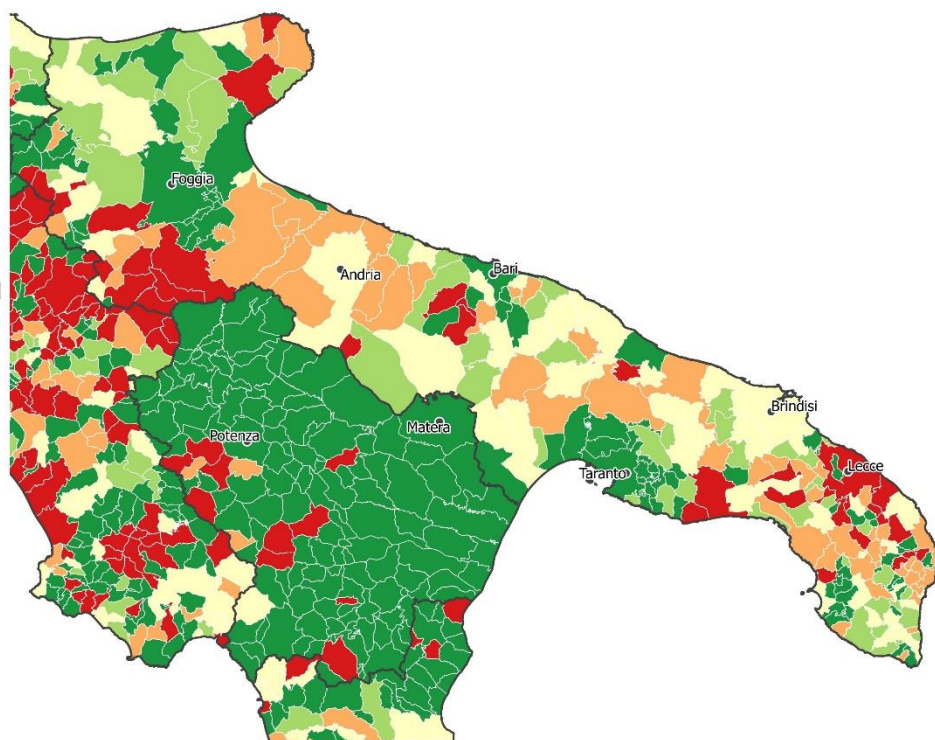 Foggia
Bari
Andria
Brindisi
Matera
Potenza
Lecce
Taranto